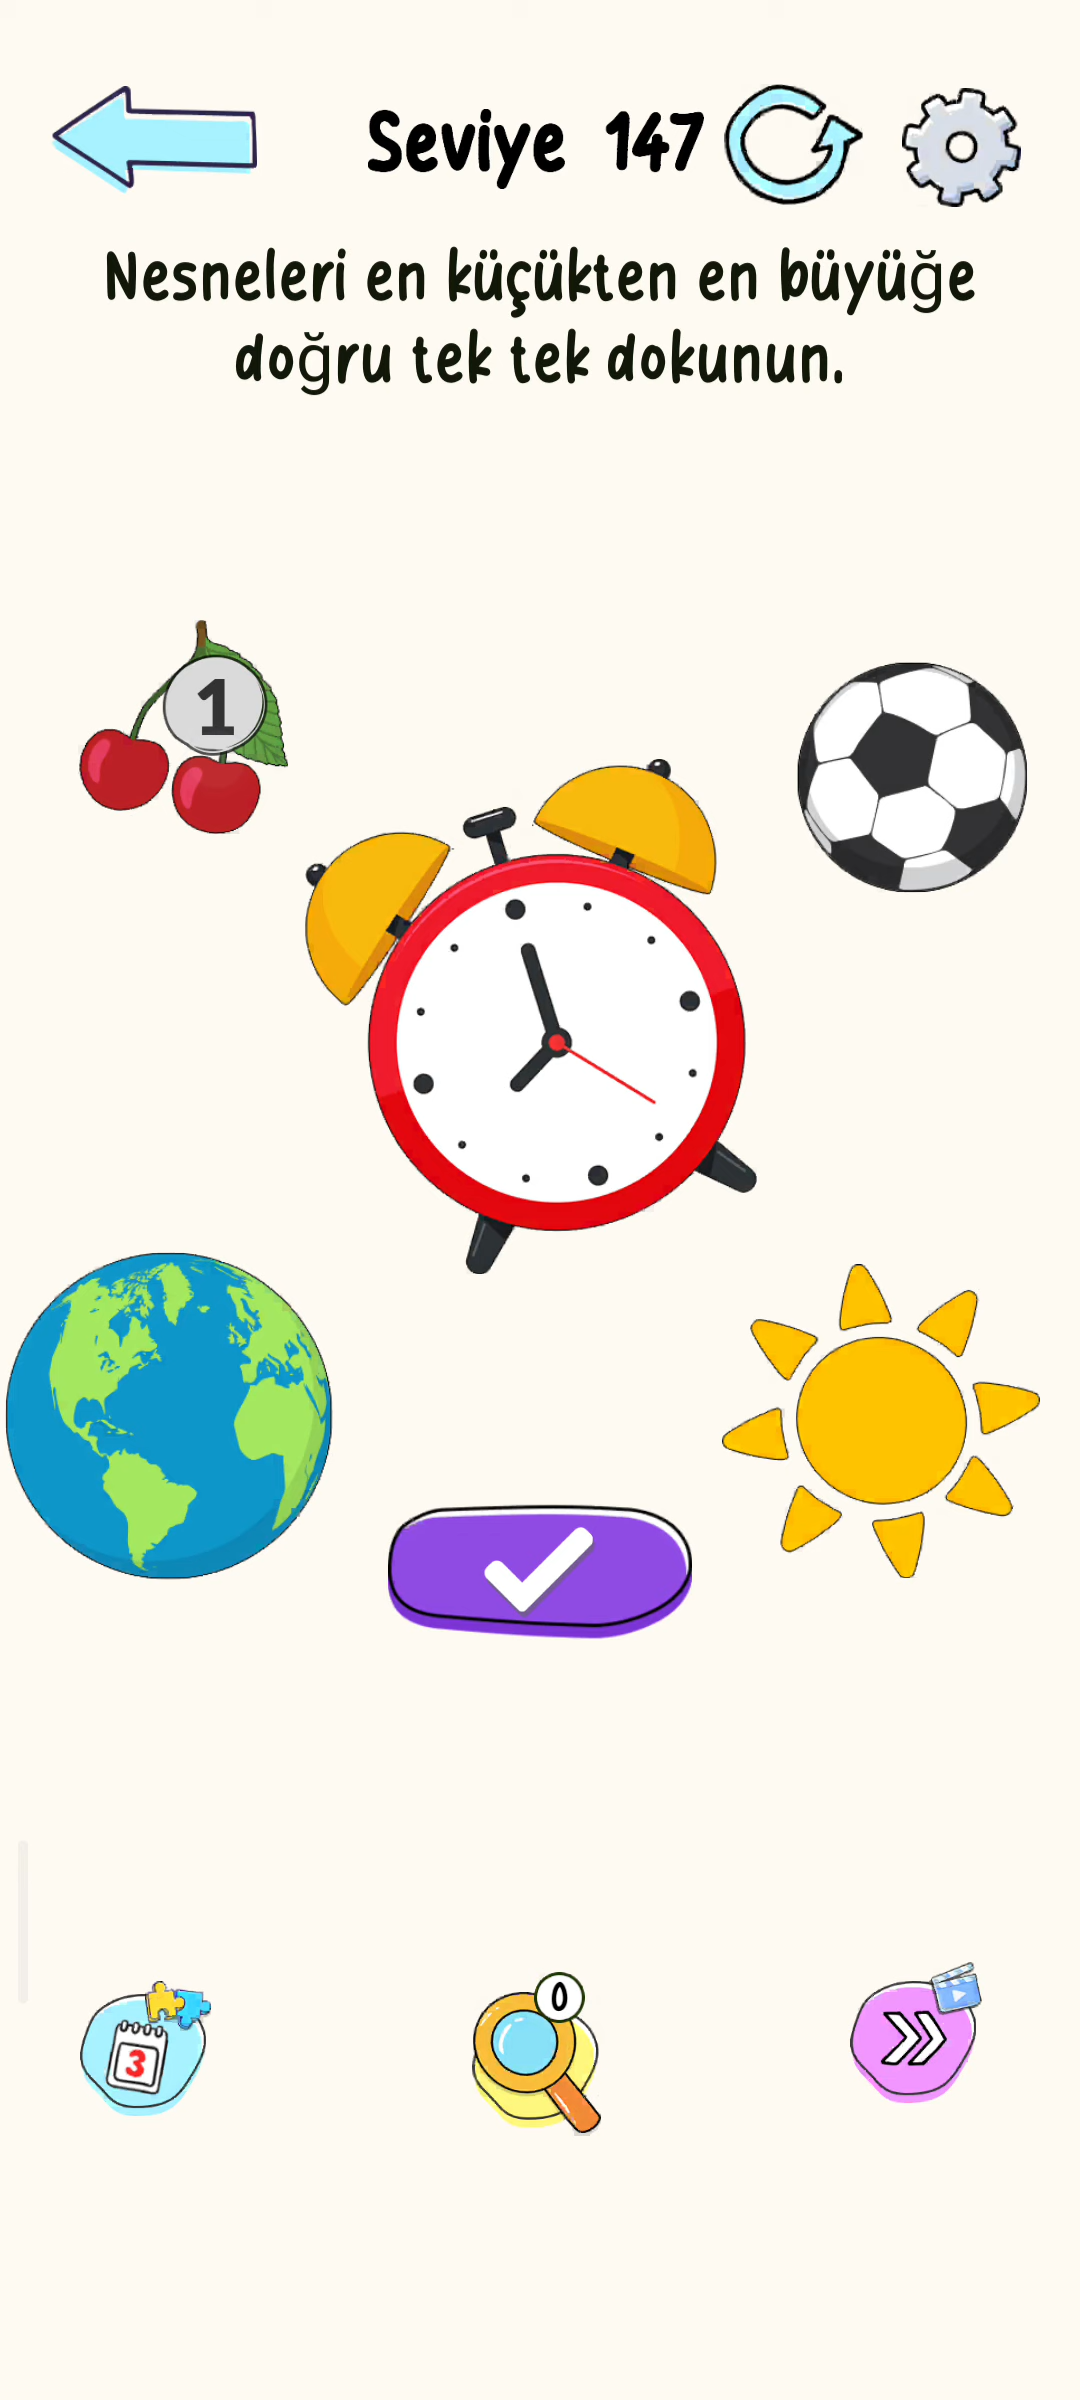 Seviye 147
Nesneleri en küçükten en büyüğe
doğru tek tek dokunun.
1
3
0